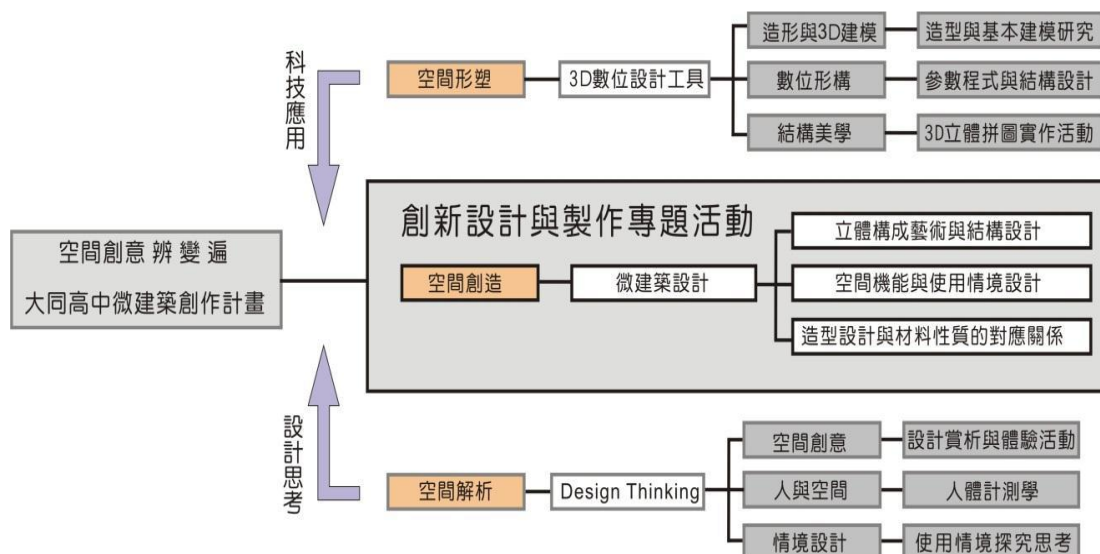 科技應用
空間形塑
3D數位設計工具
造形與3D建模
造型與基本建模研究
數位形構
參數程式與結構設計
結構美學
3D立體拼圖實作活動
空間創意 辨 變 遍
大同高中微建築創作計畫
創新設計與製作專題活動
空間創造
微建築設計
立體構成藝術與結構設計
空間機能與使用情境設計
造型設計與材料性質的對應關係
設計思考
空間解析
Design Thinking
空間創意
設計賞析與體驗活動
人與空間
人體計測學
情境設計
使用情境探究思考